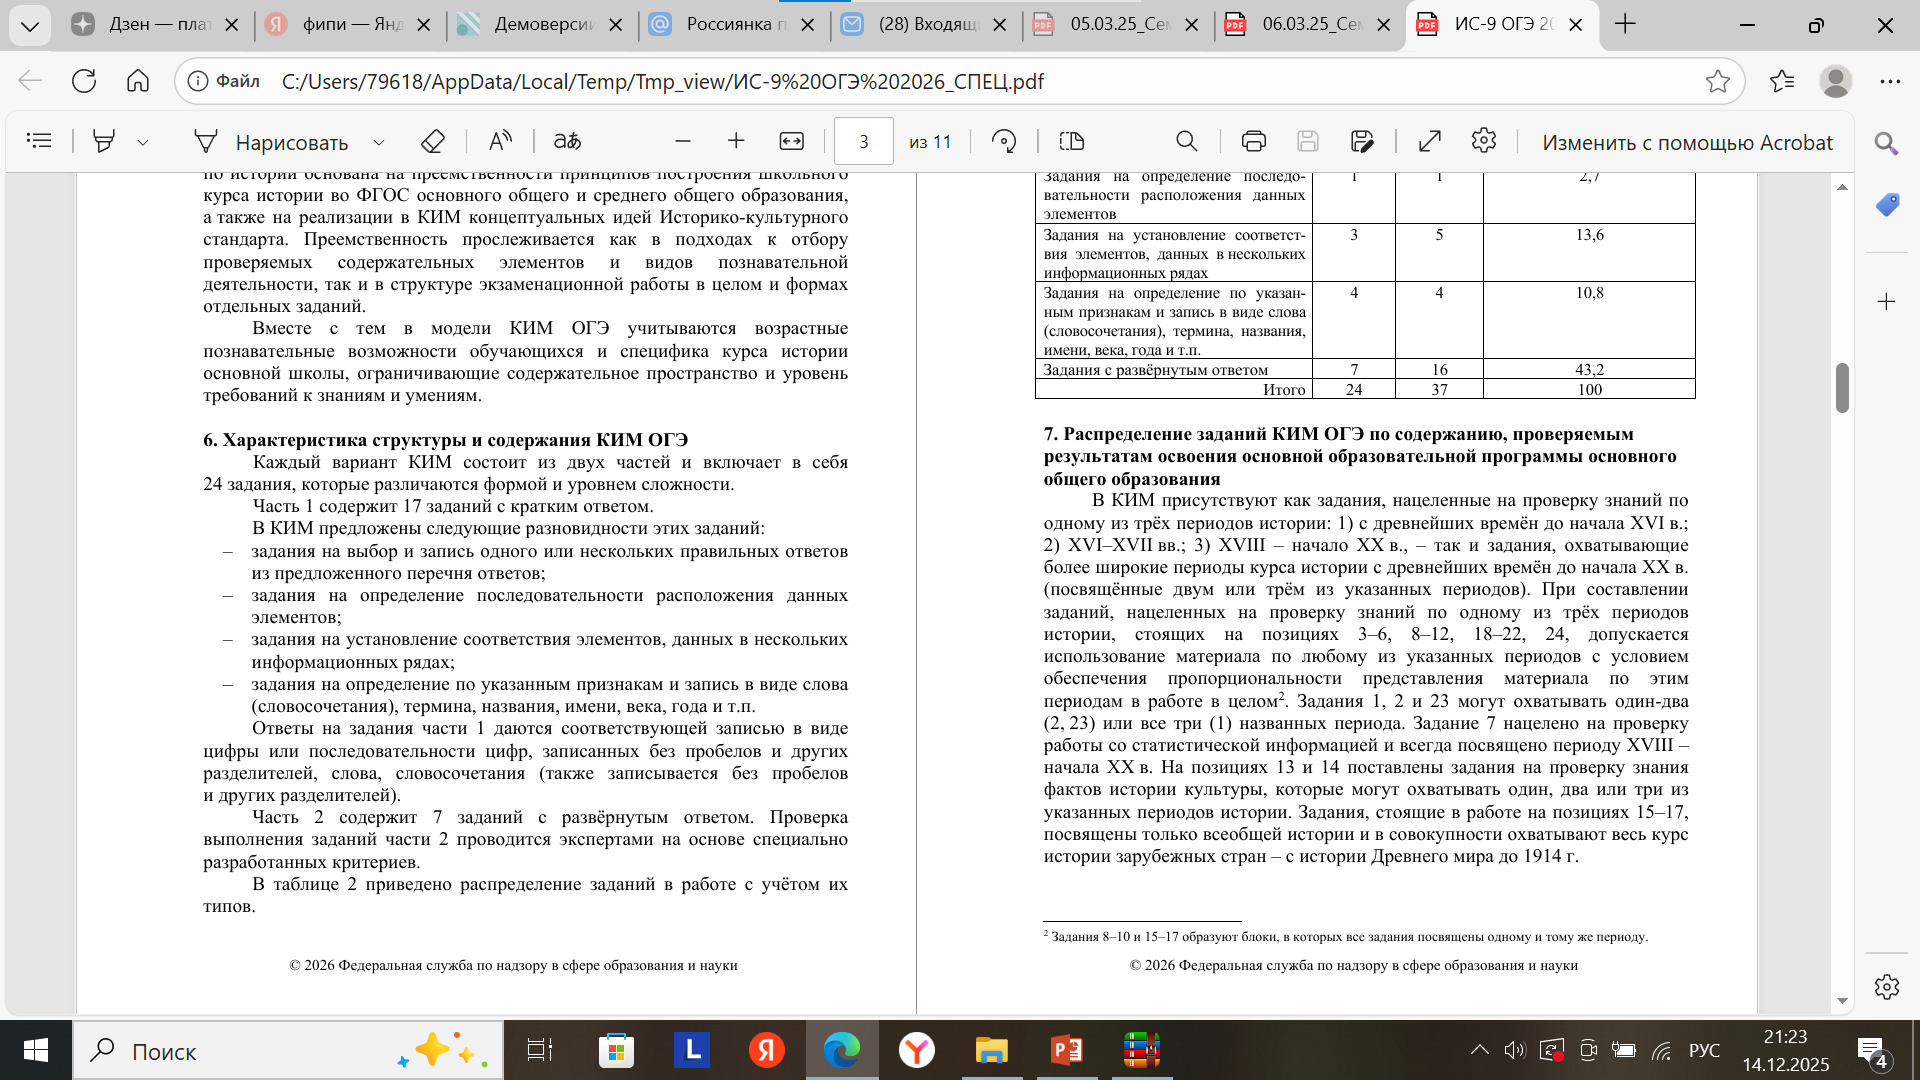 Дзен — плат
фипи — Янд
Демоверсии
Россиянка п
(28) Входящи
05.03.25_Сем
06.03.25_Сем
ИС-9 ОГЭ 20
Файл
C:/Users/79618/AppData/Local/Temp/Tmp_view/ИС-9%20ОГЭ%202026_СПЕЦ.pdf
Нарисовать
3
из 11
Изменить с помощью Acrobat
по истории основана на преемственности принципов построения школьного
курса истории во ФГОС основного общего и среднего общего образования,
а также на реализации в КИМ концептуальных идей Историко-культурного
стандарта. Преемственность прослеживается как в подходах к отбору
проверяемых содержательных элементов и видов познавательной
деятельности, так и в структуре экзаменационной работы в целом и формах
отдельных заданий.
Вместе с тем в модели КИМ ОГЭ учитываются возрастные
познавательные возможности обучающихся и специфика курса истории
основной школы, ограничивающие содержательное пространство и уровень
требований к знаниям и умениям.
6. Характеристика структуры и содержания КИМ ОГЭ
Каждый вариант КИМ состоит из двух частей и включает в себя
24 задания, которые различаются формой и уровнем сложности.
Часть 1 содержит 17 заданий с кратким ответом.
В КИМ предложены следующие разновидности этих заданий:
– задания на выбор и запись одного или нескольких правильных ответов
из предложенного перечня ответов;
– задания на определение последовательности расположения данных
элементов;
– задания на установление соответствия элементов, данных в нескольких
информационных рядах;
– задания на определение по указанным признакам и запись в виде слова
(словосочетания), термина, названия, имени, века, года и т.п.
Ответы на задания части 1 даются соответствующей записью в виде
цифры или последовательности цифр, записанных без пробелов и других
разделителей, слова, словосочетания (также записывается без пробелов
и других разделителей).
Часть 2 содержит 7 заданий с развёрнутым ответом. Проверка
выполнения заданий части 2 проводится экспертами на основе специально
разработанных критериев.
В таблице 2 приведено распределение заданий в работе с учётом их
типов.
© 2026 Федеральная служба по надзору в сфере образования и науки
Задания на определение последо- 1 1 2,7
вательности расположения данных
элементов
Задания на установление соответст- 3 5 13,6
вия элементов, данных в нескольких
информационных рядах
Задания на определение по указан- 4 4 10,8
ным признакам и запись в виде слова
(словосочетания), термина, названия,
имени, века, года и т.п.
Задания с развёрнутым ответом 7 16 43,2
Итого 24 37 100
7. Распределение заданий КИМ ОГЭ по содержанию, проверяемым
результатам освоения основной образовательной программы основного
общего образования
В КИМ присутствуют как задания, нацеленные на проверку знаний по
одному из трёх периодов истории: 1) с древнейших времён до начала XVI в.;
2) XVI–XVII вв.; 3) XVIII – начало XX в., – так и задания, охватывающие
более широкие периоды курса истории с древнейших времён до начала XX в.
(посвящённые двум или трём из указанных периодов). При составлении
заданий, нацеленных на проверку знаний по одному из трёх периодов
истории, стоящих на позициях 3–6, 8–12, 18–22, 24, допускается
использование материала по любому из указанных периодов с условием
обеспечения пропорциональности представления материала по этим
периодам в работе в целом². Задания 1, 2 и 23 могут охватывать один-два
(2, 23) или все три (1) названных периода. Задание 7 нацелено на проверку
работы со статистической информацией и всегда посвящено периоду XVIII –
начала XX в. На позициях 13 и 14 поставлены задания на проверку знания
фактов истории культуры, которые могут охватывать один, два или три из
указанных периодов истории. Задания, стоящие в работе на позициях 15–17,
посвящены только всеобщей истории и в совокупности охватывают весь курс
истории зарубежных стран – с истории Древнего мира до 1914 г.
² Задания 8–10 и 15–17 образуют блоки, в которых все задания посвящены одному и тому же периоду.
© 2026 Федеральная служба по надзору в сфере образования и науки
Поиск
РУС
21:23
14.12.2025
4